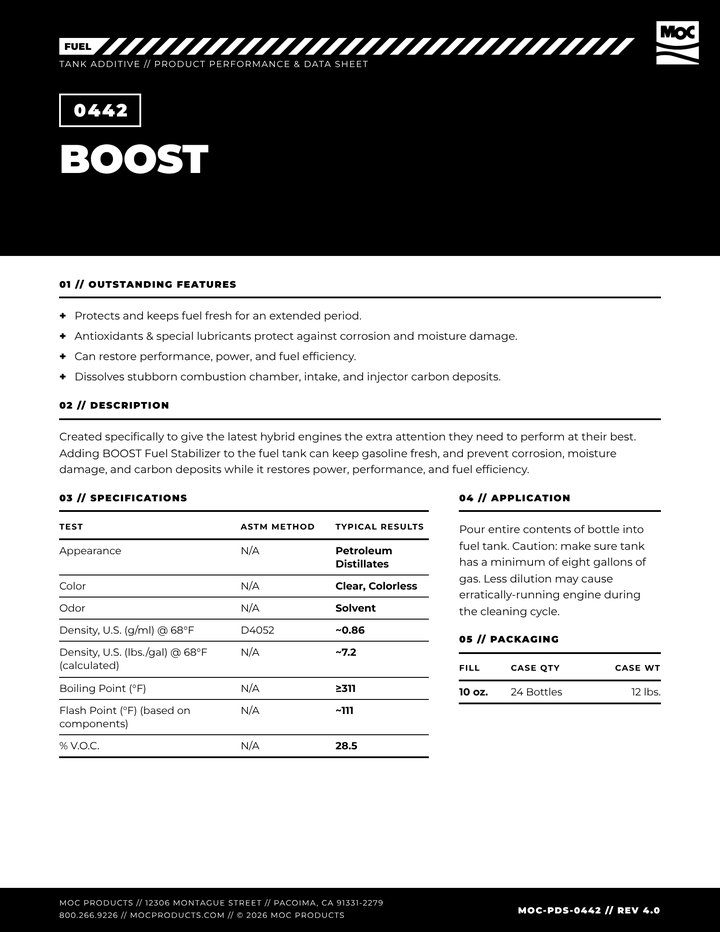 FUEL
MOC
TANK ADDITIVE // PRODUCT PERFORMANCE & DATA SHEET
0442
BOOST
01 // OUTSTANDING FEATURES
+ Protects and keeps fuel fresh for an extended period.
+ Antioxidants & special lubricants protect against corrosion and moisture damage.
+ Can restore performance, power, and fuel efficiency.
+ Dissolves stubborn combustion chamber, intake, and injector carbon deposits.
02 // DESCRIPTION
Created specifically to give the latest hybrid engines the extra attention they need to perform at their best.
Adding BOOST Fuel Stabilizer to the fuel tank can keep gasoline fresh, and prevent corrosion, moisture
damage, and carbon deposits while it restores power, performance, and fuel efficiency.
03 // SPECIFICATIONS
TEST ASTM METHOD TYPICAL RESULTS
Appearance N/A Petroleum
Distillates
Color N/A Clear, Colorless
Odor N/A Solvent
Density, U.S. (g/ml) @ 68°F D4052 ~0.86
Density, U.S. (lbs./gal) @ 68°F N/A ~7.2
(calculated)
Boiling Point (°F) N/A ≥311
Flash Point (°F) (based on N/A ~111
components)
% V.O.C. N/A 28.5
04 // APPLICATION
Pour entire contents of bottle into
fuel tank. Caution: make sure tank
has a minimum of eight gallons of
gas. Less dilution may cause
erratically-running engine during
the cleaning cycle.
05 // PACKAGING
FILL CASE QTY CASE WT
10 oz. 24 Bottles 12 lbs.
MOC PRODUCTS // 12306 MONTAGUE STREET // PACOIMA, CA 91331-2279
800.266.9226 // MOCPRODUCTS.COM // © 2026 MOC PRODUCTS
MOC-PDS-0442 // REV 4.0